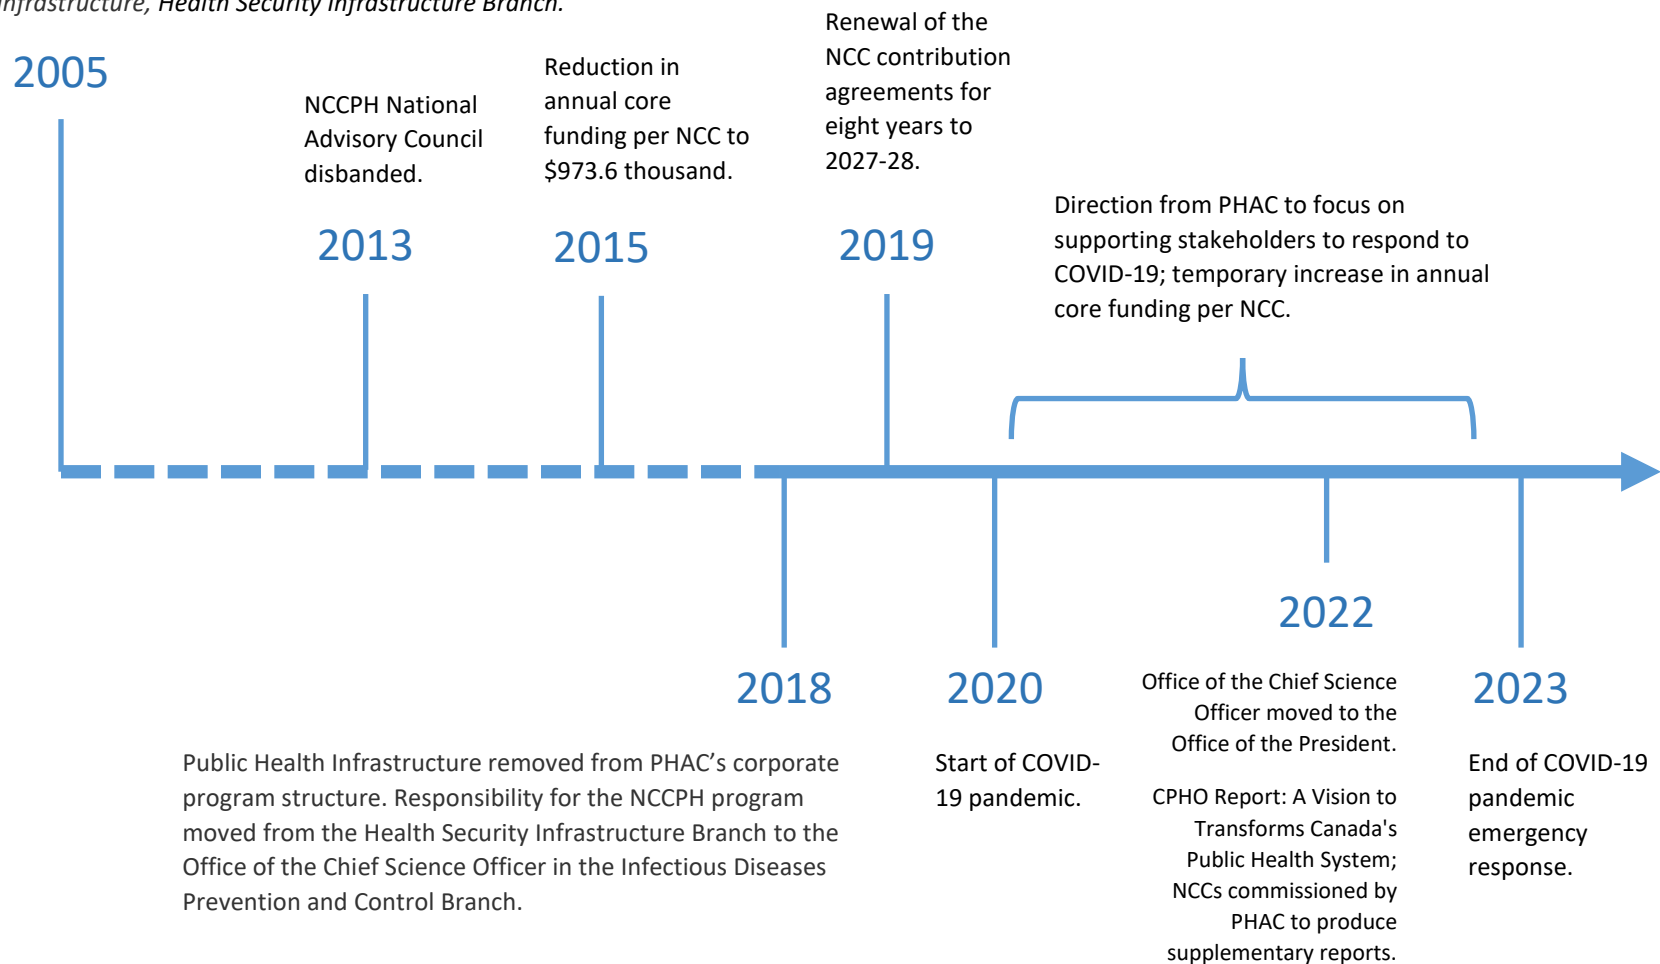 Infrastructure, Health Security Infrastructure Branch.
2005
NCCPH National
Advisory Council
disbanded.
2013
Reduction in
annual core
funding per NCC to
$973.6 thousand.
2015
Renewal of the
NCC contribution
agreements for
eight years to
2027-28.
2019
Direction from PHAC to focus on
supporting stakeholders to respond to
COVID-19; temporary increase in annual
core funding per NCC.
2018
Public Health Infrastructure removed from PHAC’s corporate
program structure. Responsibility for the NCCPH program
moved from the Health Security Infrastructure Branch to the
Office of the Chief Science Officer in the Infectious Diseases
Prevention and Control Branch.
2020
Start of COVID-
19 pandemic.
2022
Office of the Chief Science
Officer moved to the
Office of the President.
CPHO Report: A Vision to
Transforms Canada's
Public Health System;
NCCs commissioned by
PHAC to produce
supplementary reports.
2023
End of COVID-19
pandemic
emergency
response.